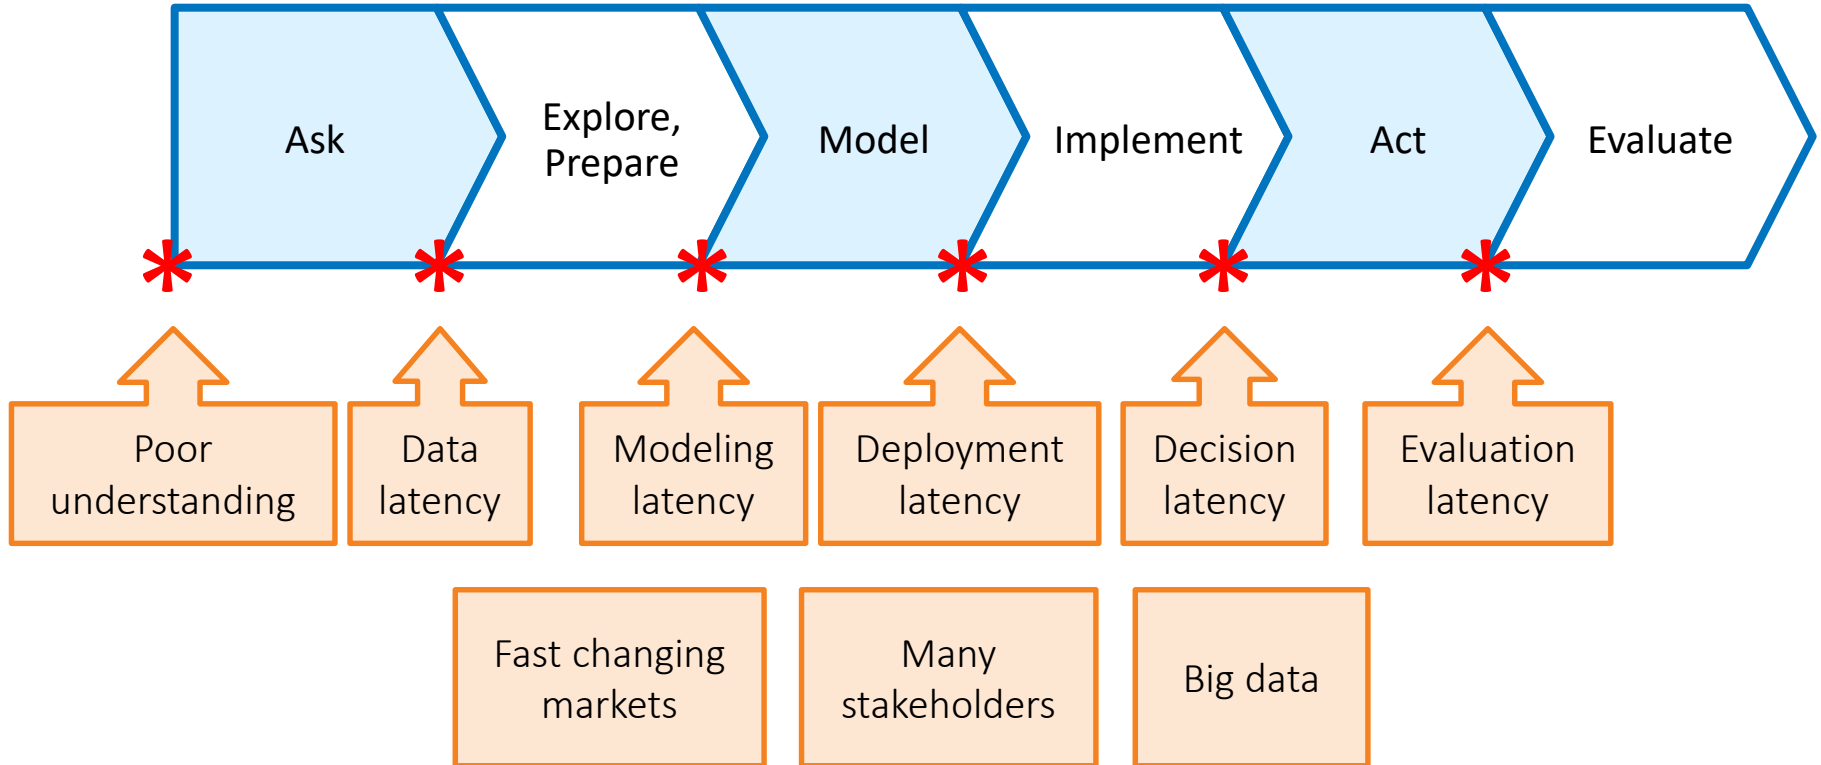 Ask
Explore,
Prepare
Model
Implement
Act
Evaluate
* * * * * *
Poor
understanding
Data
latency
Modeling
latency
Deployment
latency
Decision
latency
Evaluation
latency
Fast changing
markets
Many
stakeholders
Big data